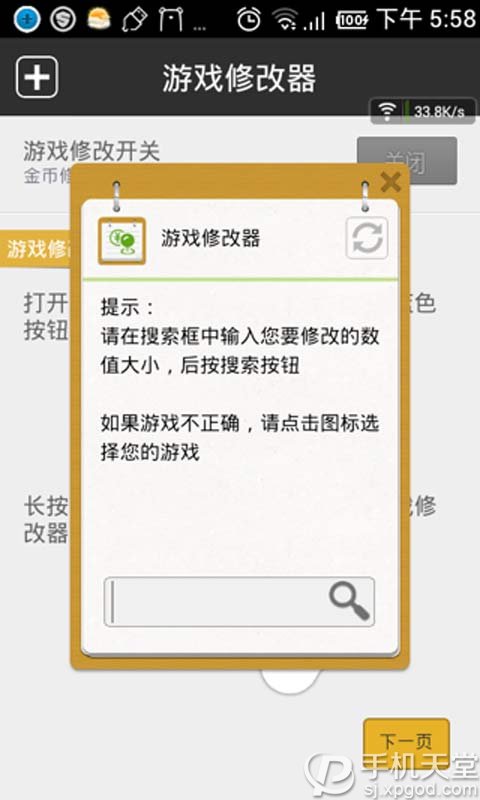 100%
下午 5:58
游戏修改器
33.8K/s
游戏修改开关
金币修
关闭
游戏修
游戏修改器
提示：
请在搜索框中输入您要修改的数
值大小，后按搜索按钮
如果游戏不正确，请点击图标选
择您的游戏
打开
蓝色
按钮
长按
戏修
改器
下一页
手机天堂
sj.xpgod.com